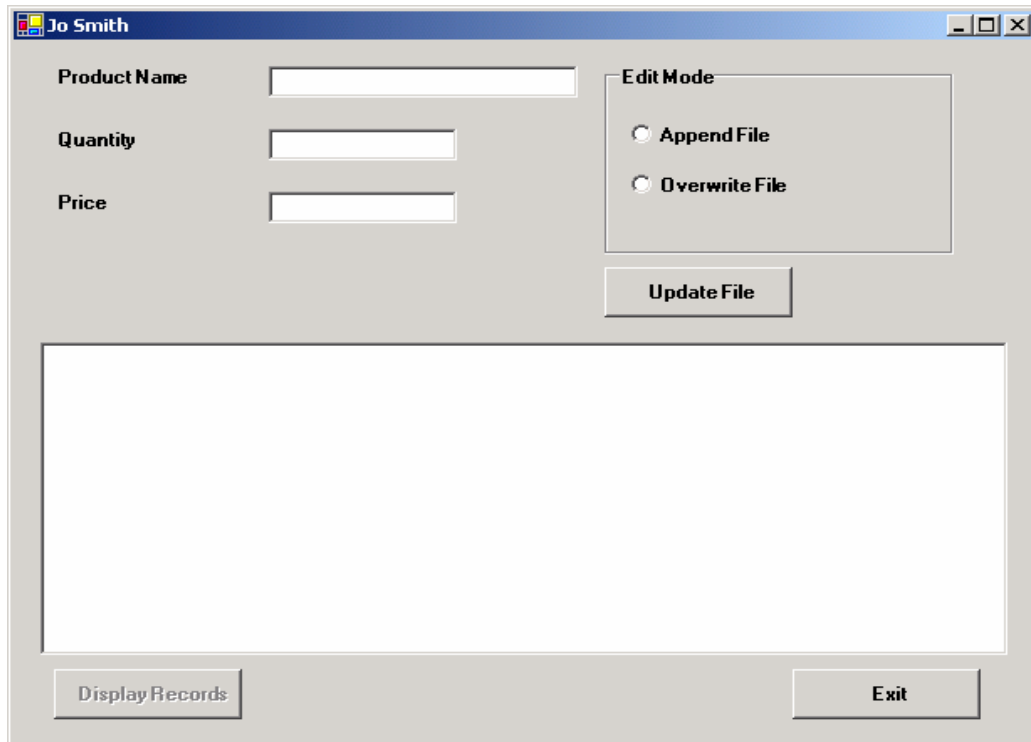 Jo Smith
Product Name
Edit Mode
Quantity
Append File
Overwrite File
Price
Update File
Display Records
Exit